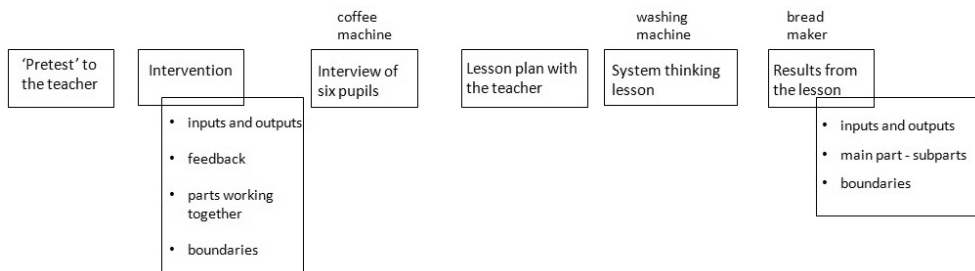 coffee
machine
washing
machine
bread
maker
‘Pretest’ to
the teacher
Intervention
Interview of
six pupils
Lesson plan with
the teacher
System thinking
lesson
Results from
the lesson
• inputs and outputs
• feedback
• parts working
together
• boundaries
• inputs and outputs
• main part - subparts
• boundaries